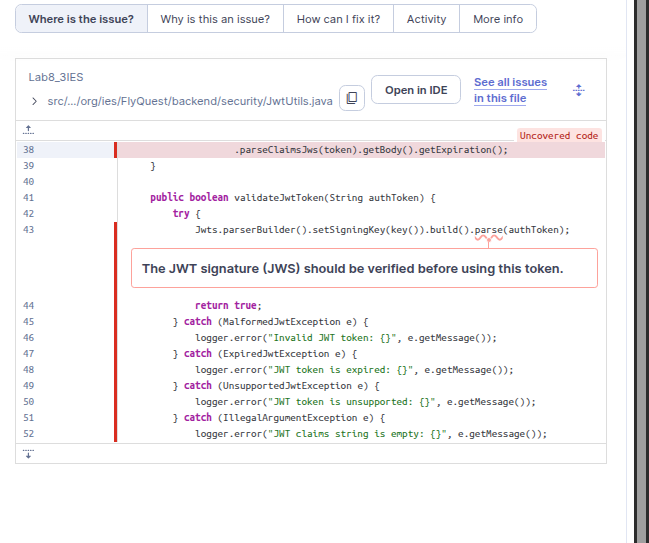 Where is the issue? Why is this an issue? How can I fix it? Activity More info
Lab8_3IES
src/.../org/ies/FlyQuest/backend/security/JwtUtils.java
Open in IDE
See all issues
in this file
Uncovered code
38 .parseClaimsJws(token).getBody().getExpiration();
39 }
40
41 public boolean validateJwtToken(String authToken) {
42 try {
43 Jwts.parserBuilder().setSigningKey(key()).build().parse(authToken);
The JWT signature (JWS) should be verified before using this token.
44 return true;
45 } catch (MalformedJwtException e) {
46 logger.error("Invalid JWT token: {}", e.getMessage());
47 } catch (ExpiredJwtException e) {
48 logger.error("JWT token is expired: {}", e.getMessage());
49 } catch (UnsupportedJwtException e) {
50 logger.error("JWT token is unsupported: {}", e.getMessage());
51 } catch (IllegalArgumentException e) {
52 logger.error("JWT claims string is empty: {}", e.getMessage());